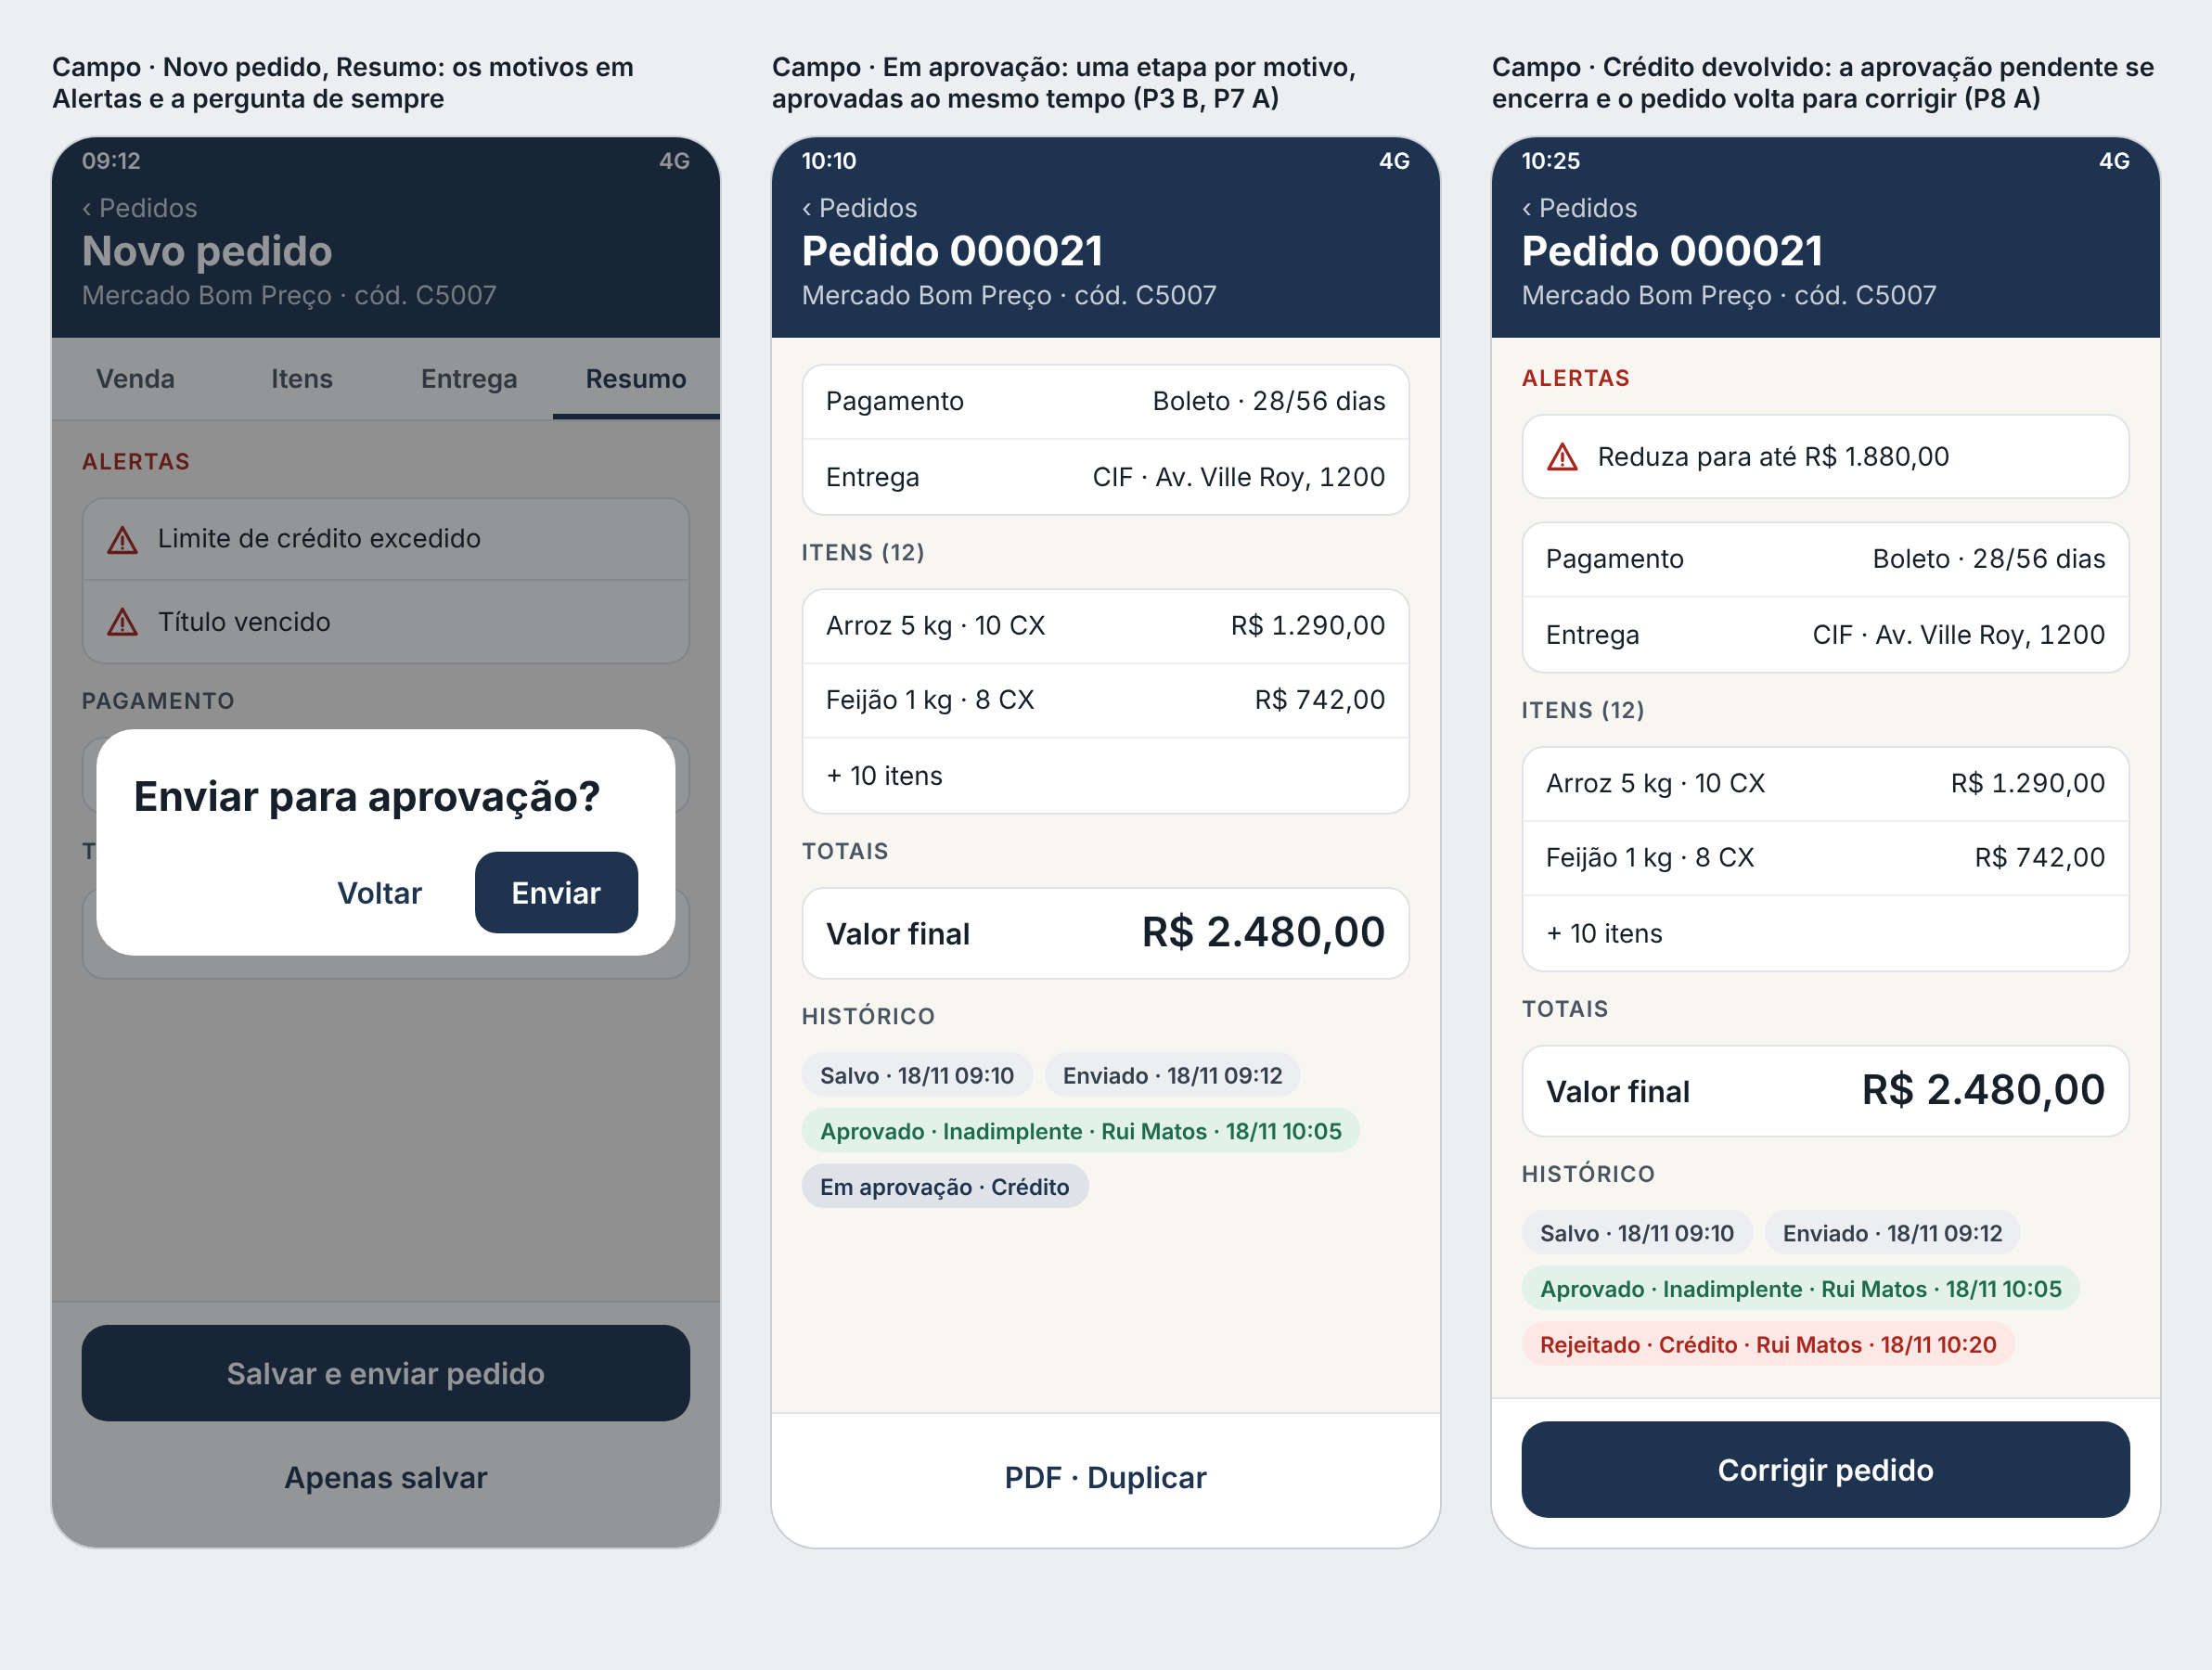 Campo · Novo pedido, Resumo: os motivos em
Alertas e a pergunta de sempre
09:12
4G
‹ Pedidos
Novo pedido
Mercado Bom Preço · cód. C5007
Venda
Itens
Entrega
Resumo
ALERTAS
Limite de crédito excedido
Título vencido
PAGAMENTO
T
Enviar para aprovação?
Voltar
Enviar
Salvar e enviar pedido
Apenas salvar
Campo · Em aprovação: uma etapa por motivo,
aprovadas ao mesmo tempo (P3 B, P7 A)
10:10
4G
‹ Pedidos
Pedido 000021
Mercado Bom Preço · cód. C5007
Pagamento
Boleto · 28/56 dias
Entrega
CIF · Av. Ville Roy, 1200
ITENS (12)
Arroz 5 kg · 10 CX
R$ 1.290,00
Feijão 1 kg · 8 CX
R$ 742,00
+ 10 itens
TOTAIS
Valor final
R$ 2.480,00
HISTÓRICO
Salvo · 18/11 09:10
Enviado · 18/11 09:12
Aprovado · Inadimplente · Rui Matos · 18/11 10:05
Em aprovação · Crédito
PDF · Duplicar
Campo · Crédito devolvido: a aprovação pendente se
encerra e o pedido volta para corrigir (P8 A)
10:25
4G
‹ Pedidos
Pedido 000021
Mercado Bom Preço · cód. C5007
ALERTAS
Reduza para até R$ 1.880,00
Pagamento
Boleto · 28/56 dias
Entrega
CIF · Av. Ville Roy, 1200
ITENS (12)
Arroz 5 kg · 10 CX
R$ 1.290,00
Feijão 1 kg · 8 CX
R$ 742,00
+ 10 itens
TOTAIS
Valor final
R$ 2.480,00
HISTÓRICO
Salvo · 18/11 09:10
Enviado · 18/11 09:12
Aprovado · Inadimplente · Rui Matos · 18/11 10:05
Rejeitado · Crédito · Rui Matos · 18/11 10:20
Corrigir pedido